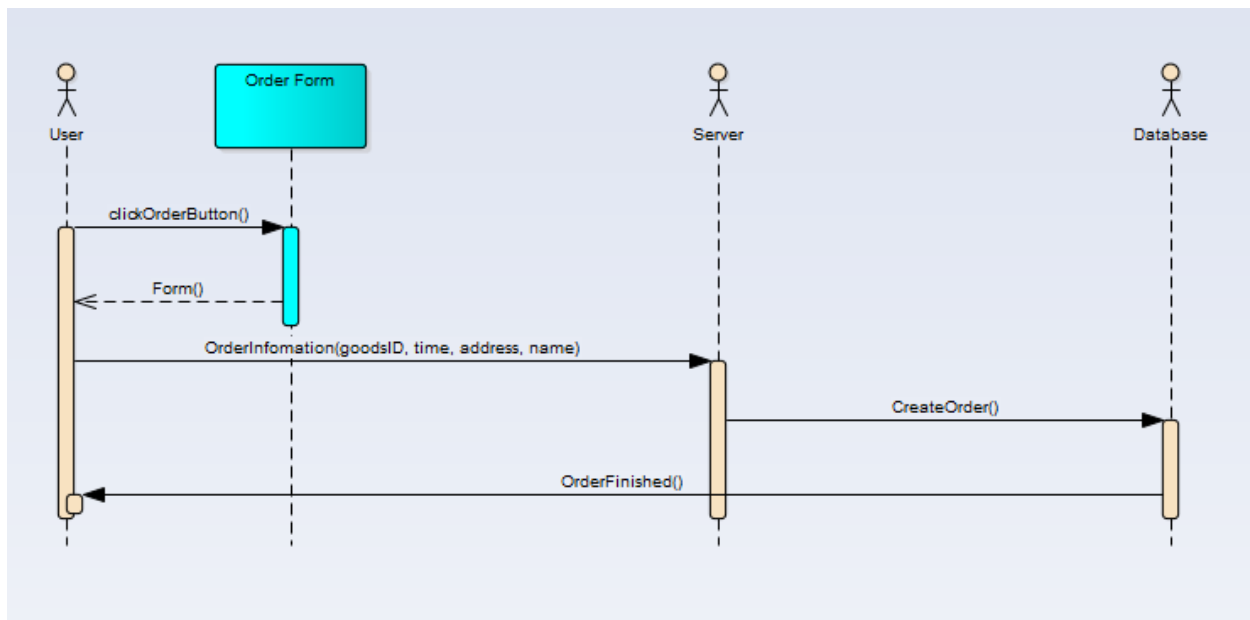 Order Form
User
Server
Database
clickOrderButton()
Form()
OrderInfomation(goodsID, time, address, name)
CreateOrder()
OrderFinished()